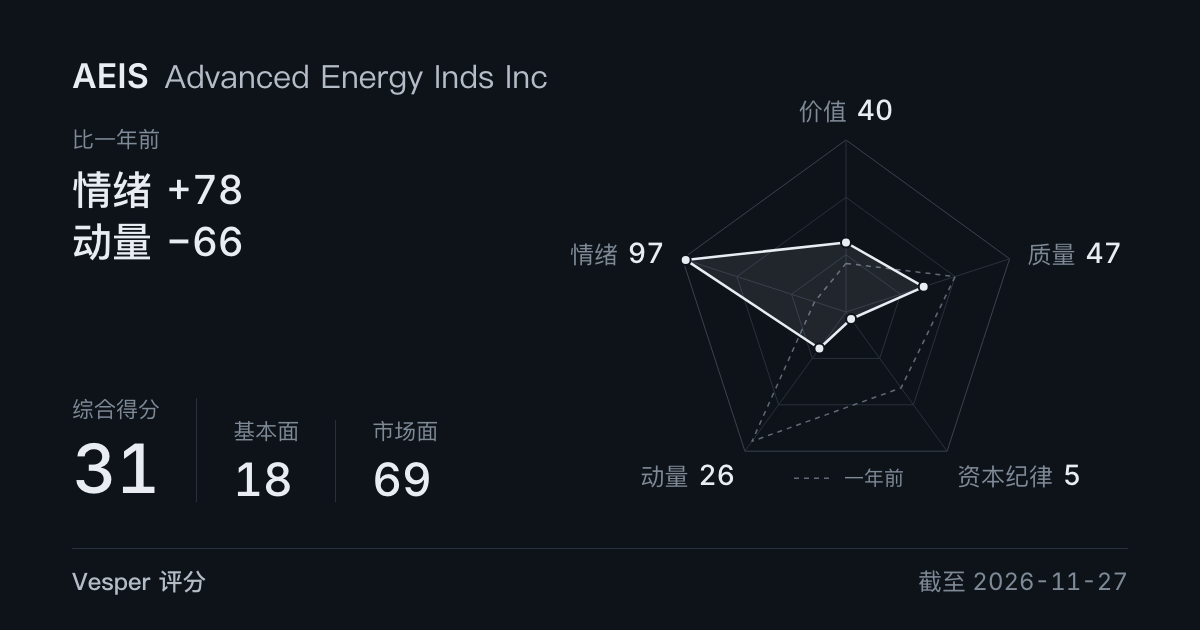 AEIS Advanced Energy Inds Inc
比一年前
情绪 +78
动量 −66
价值 40
情绪 97
质量 47
动量 26
一年前
资本纪律 5
综合得分
31
基本面
18
市场面
69
Vesper 评分
截至 2026-11-27